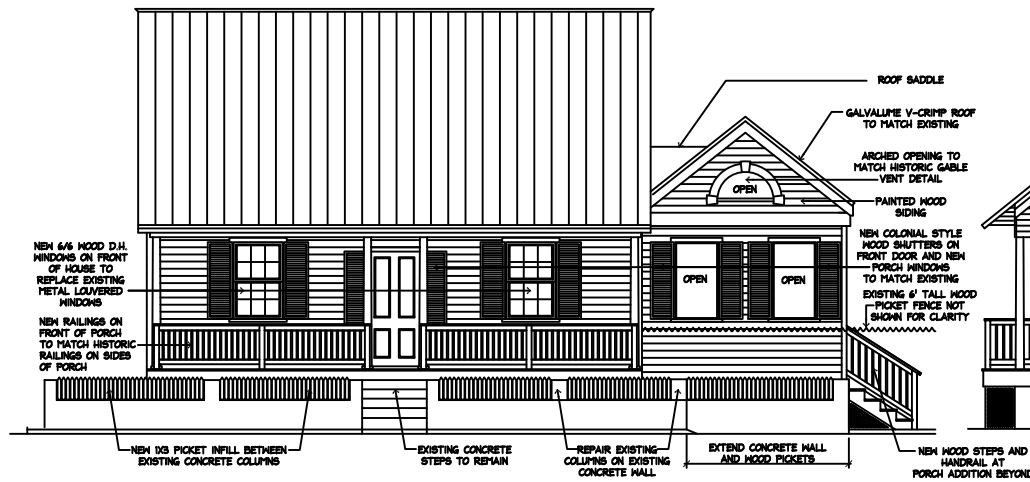 ROOF SADDLE
GALVALUME V-CRIMP ROOF
TO MATCH EXISTING
ARCHED OPENING TO
MATCH HISTORIC GABLE
VENT DETAIL
OPEN
PAINTED WOOD
SIDING
NEW 6/6 WOOD D.H.
WINDOWS ON FRONT
OF HOUSE TO
REPLACE EXISTING
METAL LOUVERED
WINDOWS
NEW COLONIAL STYLE
WOOD SHUTTERS ON
FRONT DOOR AND NEW
PORCH WINDOWS
TO MATCH EXISTING
OPEN
OPEN
EXISTING 6' TALL WOOD
PICKET FENCE NOT
SHOWN FOR CLARITY
NEW RAILINGS ON
FRONT OF PORCH
TO MATCH HISTORIC
RAILINGS ON SIDES
OF PORCH
NEW 1X3 PICKET INFILL BETWEEN
EXISTING CONCRETE COLUMNS
EXISTING CONCRETE
STEPS TO REMAIN
REPAIR EXISTING
COLUMNS ON EXISTING
CONCRETE WALL
EXTEND CONCRETE WALL
AND WOOD PICKETS
NEW WOOD STEPS AND
HANDRAIL AT
PORCH ADDITION BEYOND